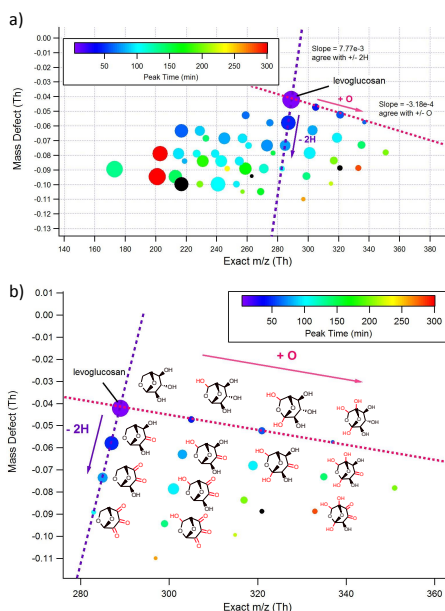 a)
0.01
0.00
-0.01
-0.02
-0.03
-0.04
-0.05
-0.06
-0.07
-0.08
-0.09
-0.10
-0.11
-0.12
-0.13
Mass Defect (Th)
50 100 150 200 250 300
Peak Time (min)
Slope = 7.77e-3
agree with +/- 2H
levoglucosan
+ O
Slope = -3.18e-4
agree with +/- O
- 2H
140 160 180 200 220 240 260 280 300 320 340 360 380
Exact m/z (Th)
b)
0.01
0.00
-0.01
-0.02
-0.03
-0.04
-0.05
-0.06
-0.07
-0.08
-0.09
-0.10
-0.11
Mass Defect (Th)
50 100 150 200 250 300
Peak Time (min)
+ O
levoglucosan
- 2H
280 300 320 340 360
Exact m/z (Th)